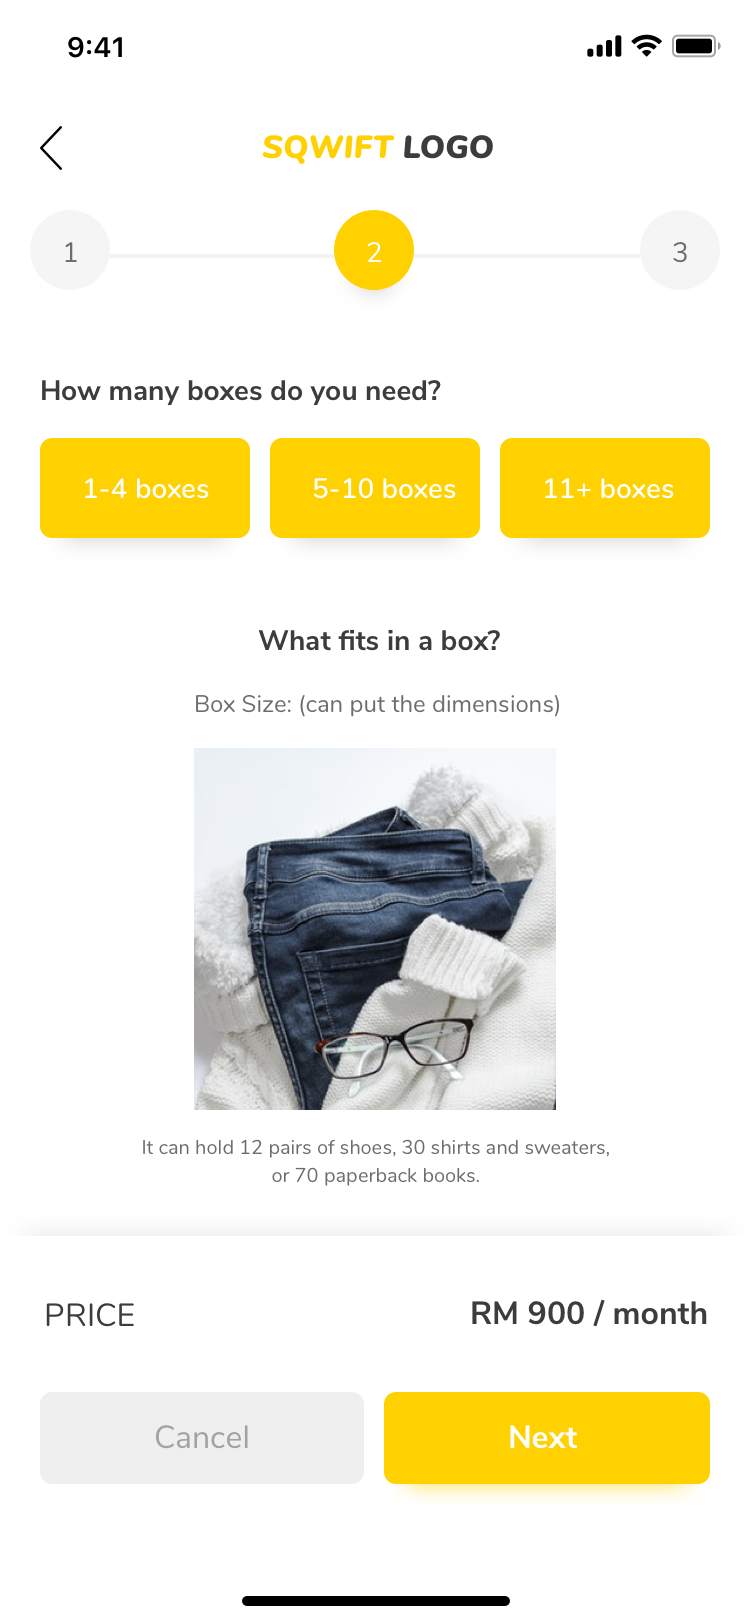 9:41
SQWIFT LOGO
1 2 3
How many boxes do you need?
1-4 boxes 5-10 boxes 11+ boxes
What fits in a box?
Box Size: (can put the dimensions)
It can hold 12 pairs of shoes, 30 shirts and sweaters,
or 70 paperback books.
PRICE RM 900 / month
Cancel Next